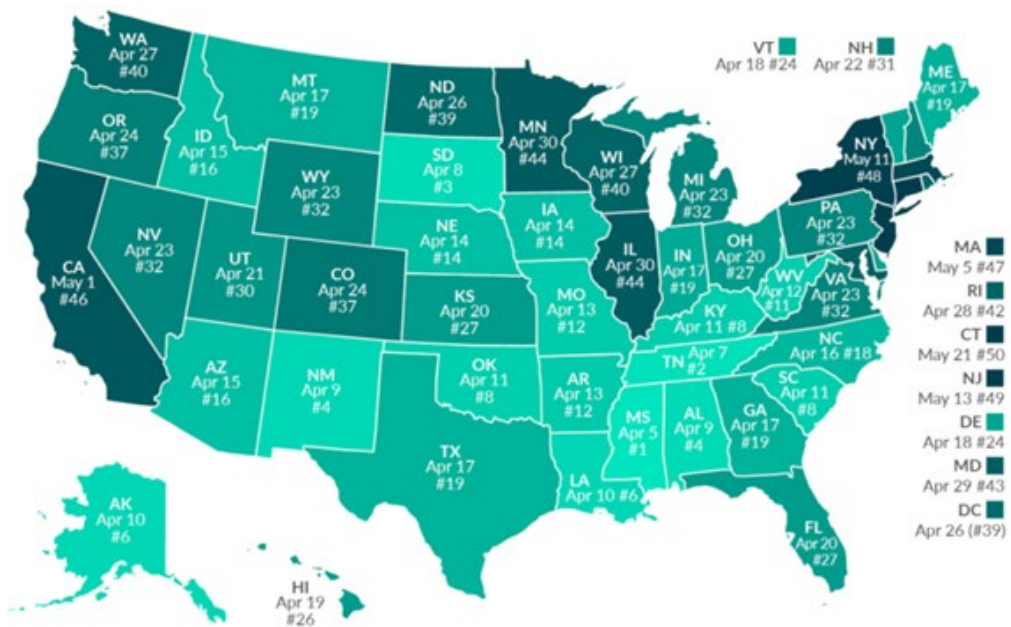 VT
Apr 18 #24
NH
Apr 22 #31
WA
Apr 27
#40
MT
Apr 17
#19
ND
Apr 26
#39
MN
Apr 30
#44
ME
Apr 17
#19
OR
Apr 24
#37
ID
Apr 15
#16
WY
Apr 23
#32
SD
Apr 8
#3
WI
Apr 27
#40
MI
Apr 23
#32
NY
May 11
#48
NV
Apr 23
#32
UT
Apr 21
#30
CO
Apr 24
#37
NE
Apr 14
#14
IA
Apr 14
#14
IL
Apr 30
#44
IN
Apr 17
#19
OH
Apr 20
#27
PA
Apr 23
#32
CA
May 1
#46
KS
Apr 20
#27
MO
Apr 13
#12
KY
Apr 11 #8
WV
Apr 12
#11
VA
Apr 23
#32
MA
May 5 #47
RI
Apr 28 #42
CT
May 21 #50
NJ
May 13 #49
DE
Apr 18 #24
MD
Apr 29 #43
DC
Apr 26 (#39)
AZ
Apr 15
#16
NM
Apr 9
#4
OK
Apr 11
#8
AR
Apr 13
#12
TN Apr 7
#2
NC
Apr 16 #18
SC
Apr 11
#8
MS
Apr 5
#1
AL
Apr 9
#4
GA
Apr 17
#19
TX
Apr 17
#19
LA
Apr 10 #6
FL
Apr 20
#27
AK
Apr 10
#6
HI
Apr 19
#26